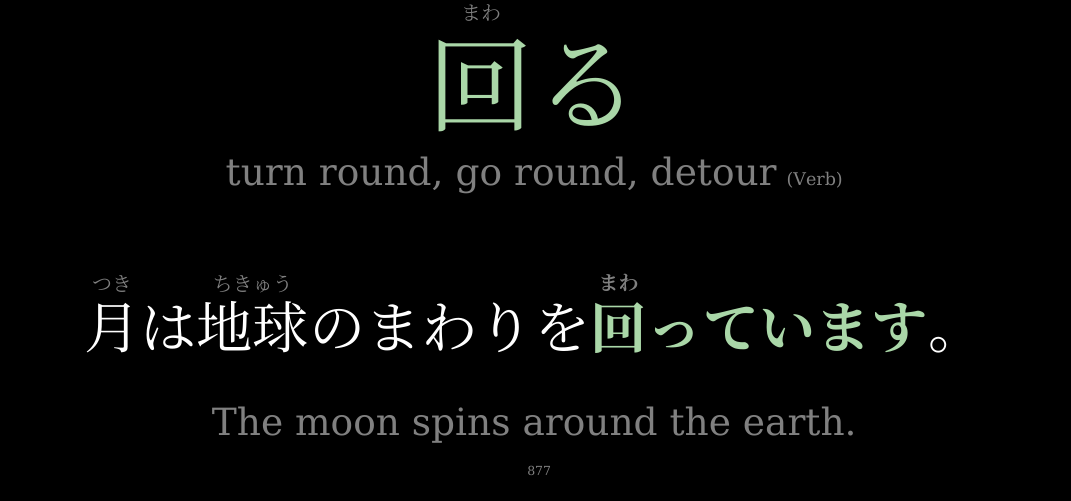 まわ
回る
turn round, go round, detour (Verb)
つき ちきゅう まわ
月は地球のまわりを回っています。
The moon spins around the earth.
877